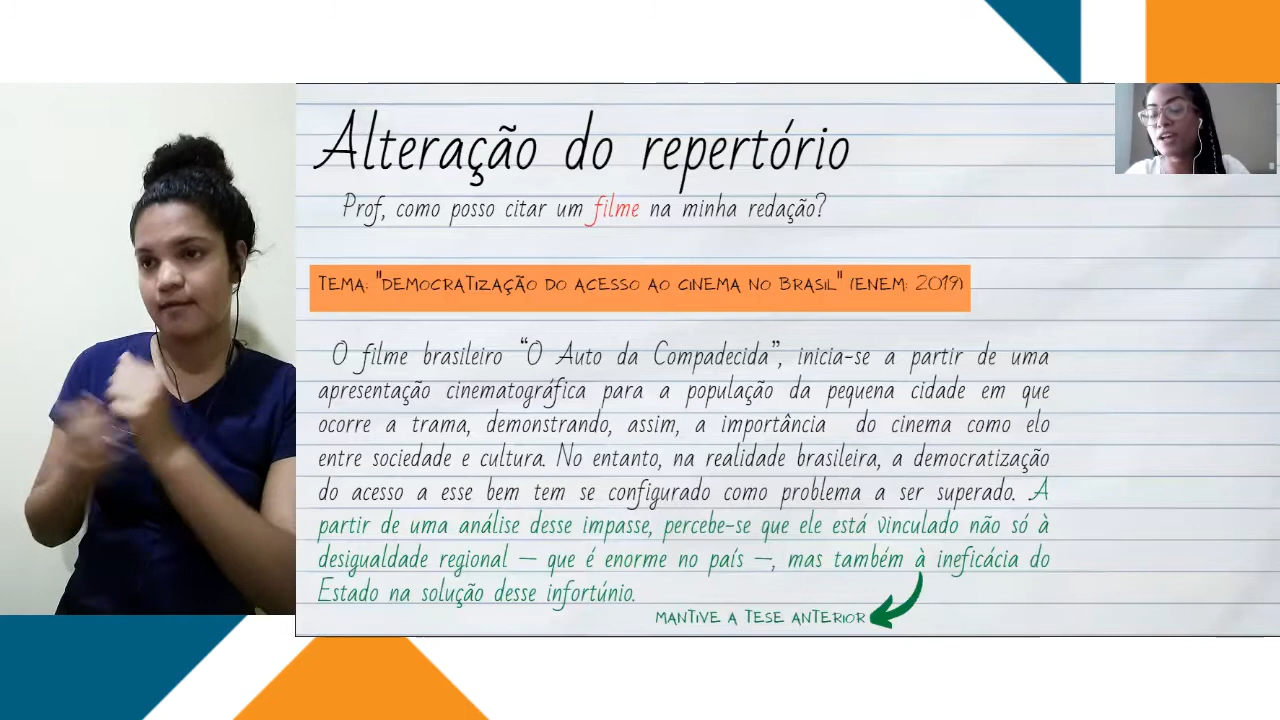 Alteração do repertório
Prof, como posso citar um filme na minha redação?
TEMA: "DEMOCRATIZAÇÃO DO ACESSO AO CINEMA NO BRASIL" (ENEM: 2019)
O filme brasileiro “O Auto da Compadecida”, inicia-se a partir de uma
apresentação cinematográfica para a população da pequena cidade em que
ocorre a trama, demonstrando, assim, a importância do cinema como elo
entre sociedade e cultura. No entanto, na realidade brasileira, a democratização
do acesso a esse bem tem se configurado como problema a ser superado. A
partir de uma análise desse impasse, percebe-se que ele está vinculado não só à
desigualdade regional – que é enorme no país –, mas também à ineficácia do
Estado na solução desse infortúnio.
MANTIVE A TESE ANTERIOR